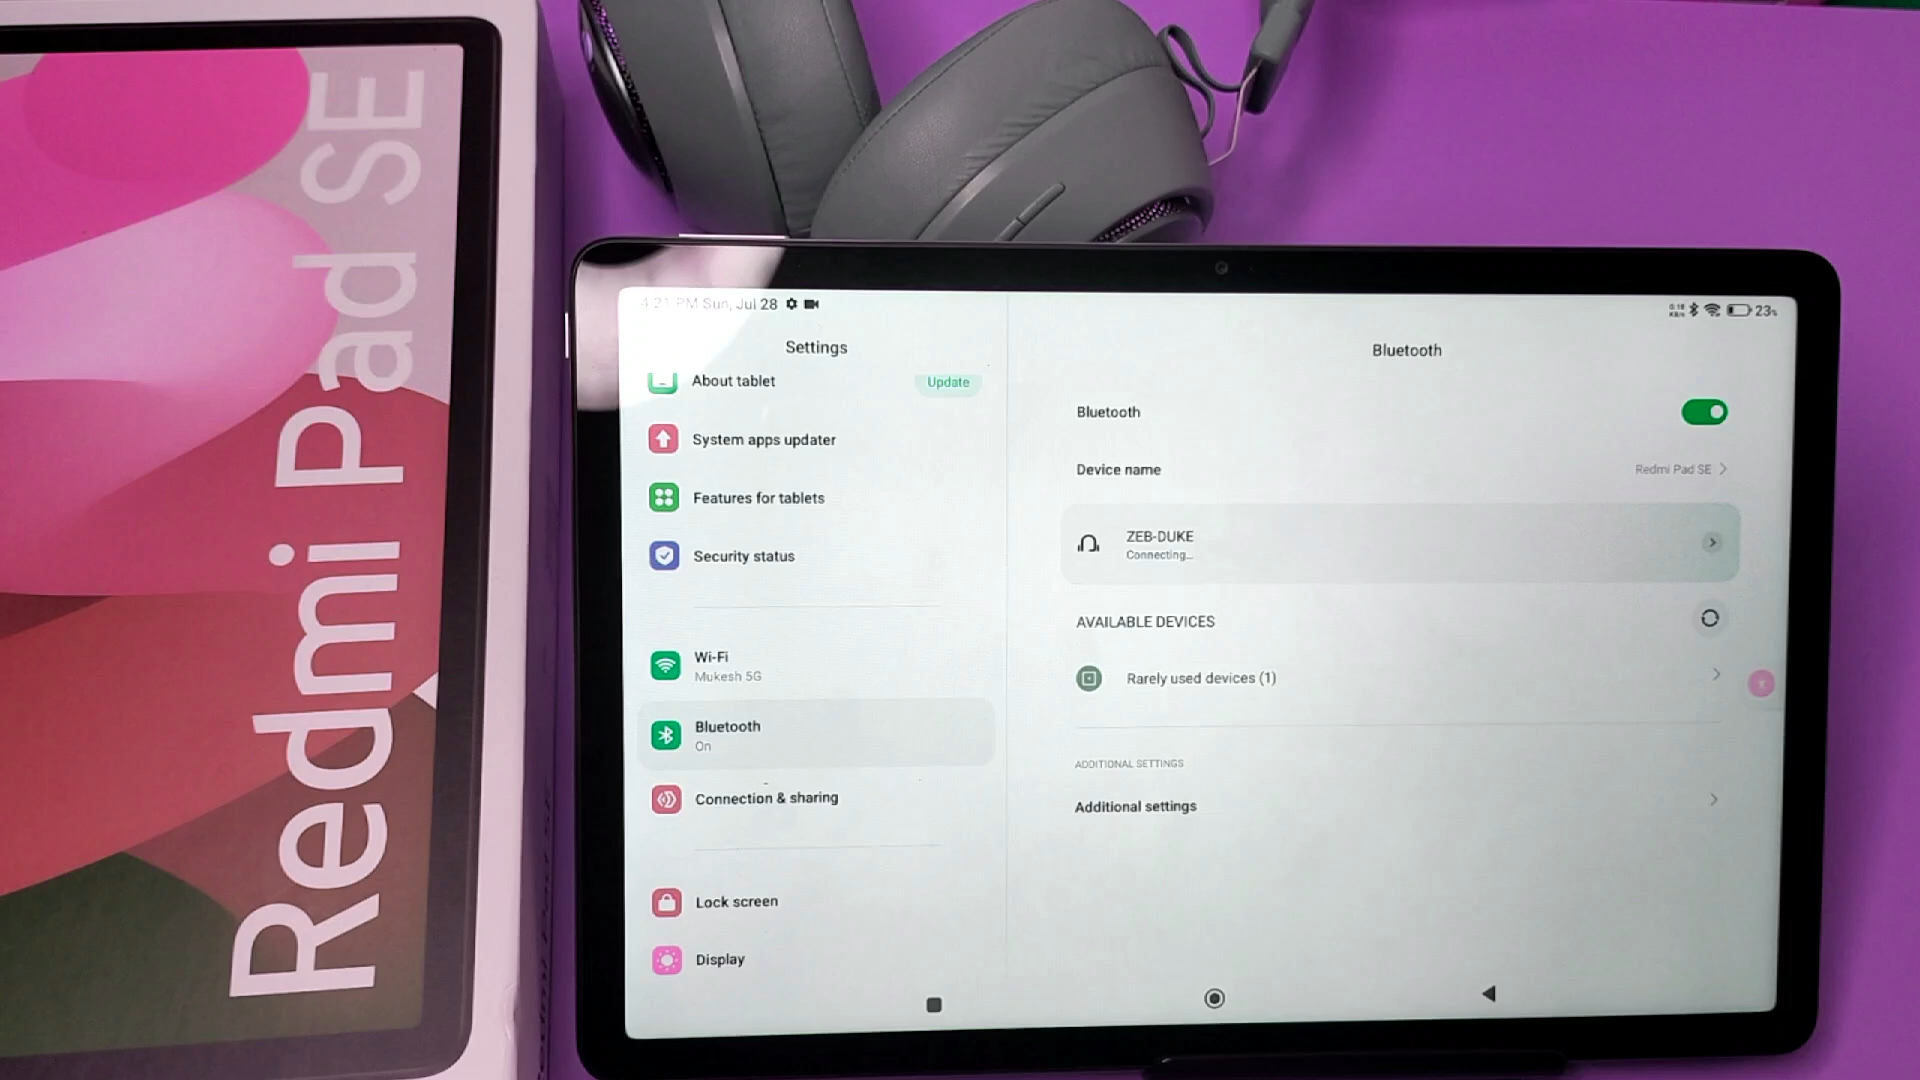 Redmi Pad SE
4:21 PM Sun, Jul 28
23%
Settings
About tablet
Update
System apps updater
Features for tablets
Security status
Wi-Fi
Mukesh 5G
Bluetooth
On
Connection & sharing
Lock screen
Display
Bluetooth
Bluetooth
Device name
Redmi Pad SE
ZEB-DUKE
Connecting...
AVAILABLE DEVICES
Rarely used devices (1)
ADDITIONAL SETTINGS
Additional settings